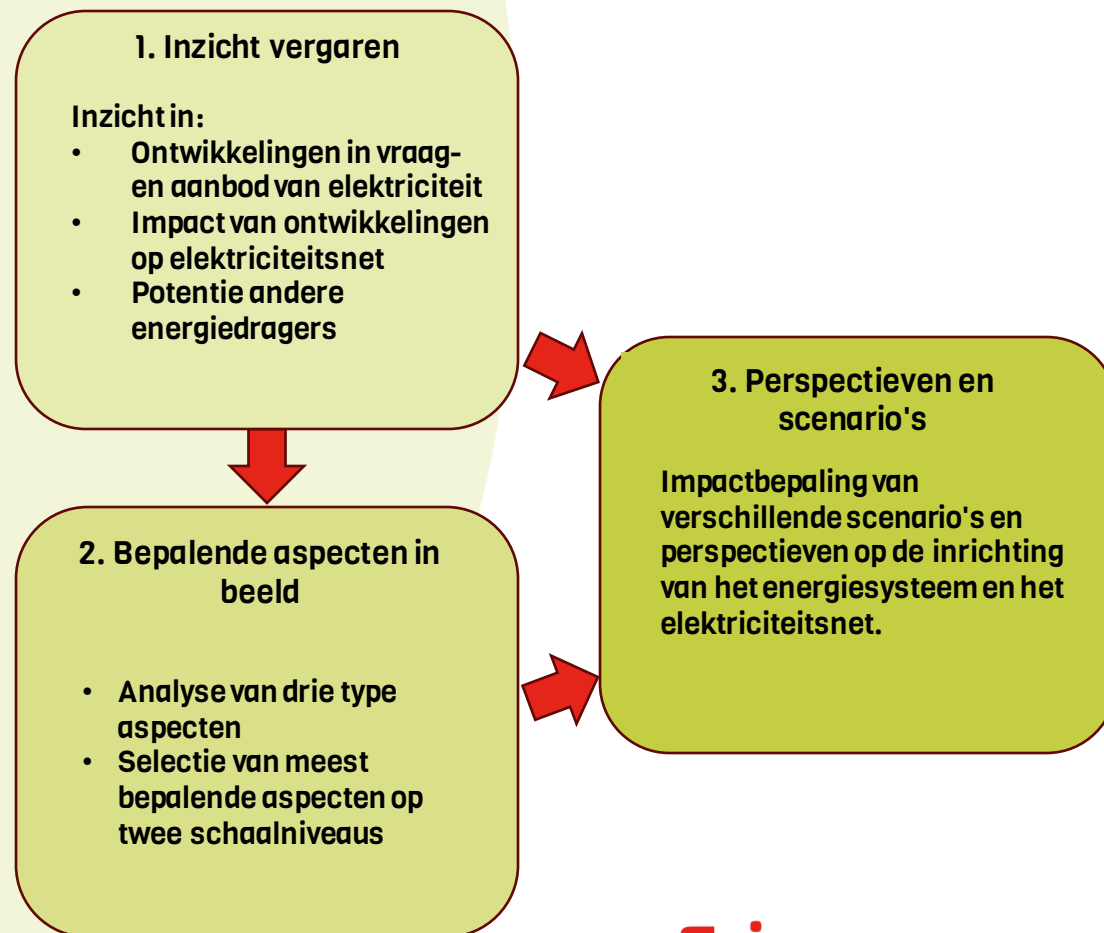 1. Inzicht vergaren
Inzicht in:
• Ontwikkelingen in vraag-
en aanbod van elektriciteit
• Impact van ontwikkelingen
op elektriciteitsnet
• Potentie andere
energiedragers
2. Bepalende aspecten in
beeld
• Analyse van drie type
aspecten
• Selectie van meest
bepalende aspecten op
twee schaalniveaus
3. Perspectieven en
scenario's
Impactbepaling van
verschillende scenario's en
perspectieven op de inrichting
van het energiesysteem en het
elektriciteitsnet.